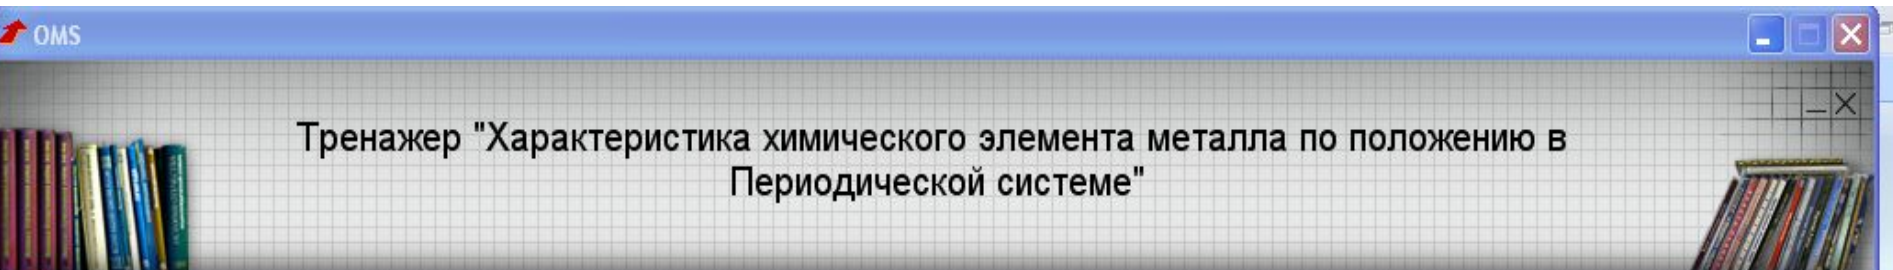 OMS
Тренажер "Характеристика химического элемента металла по положению в
Периодической системе"